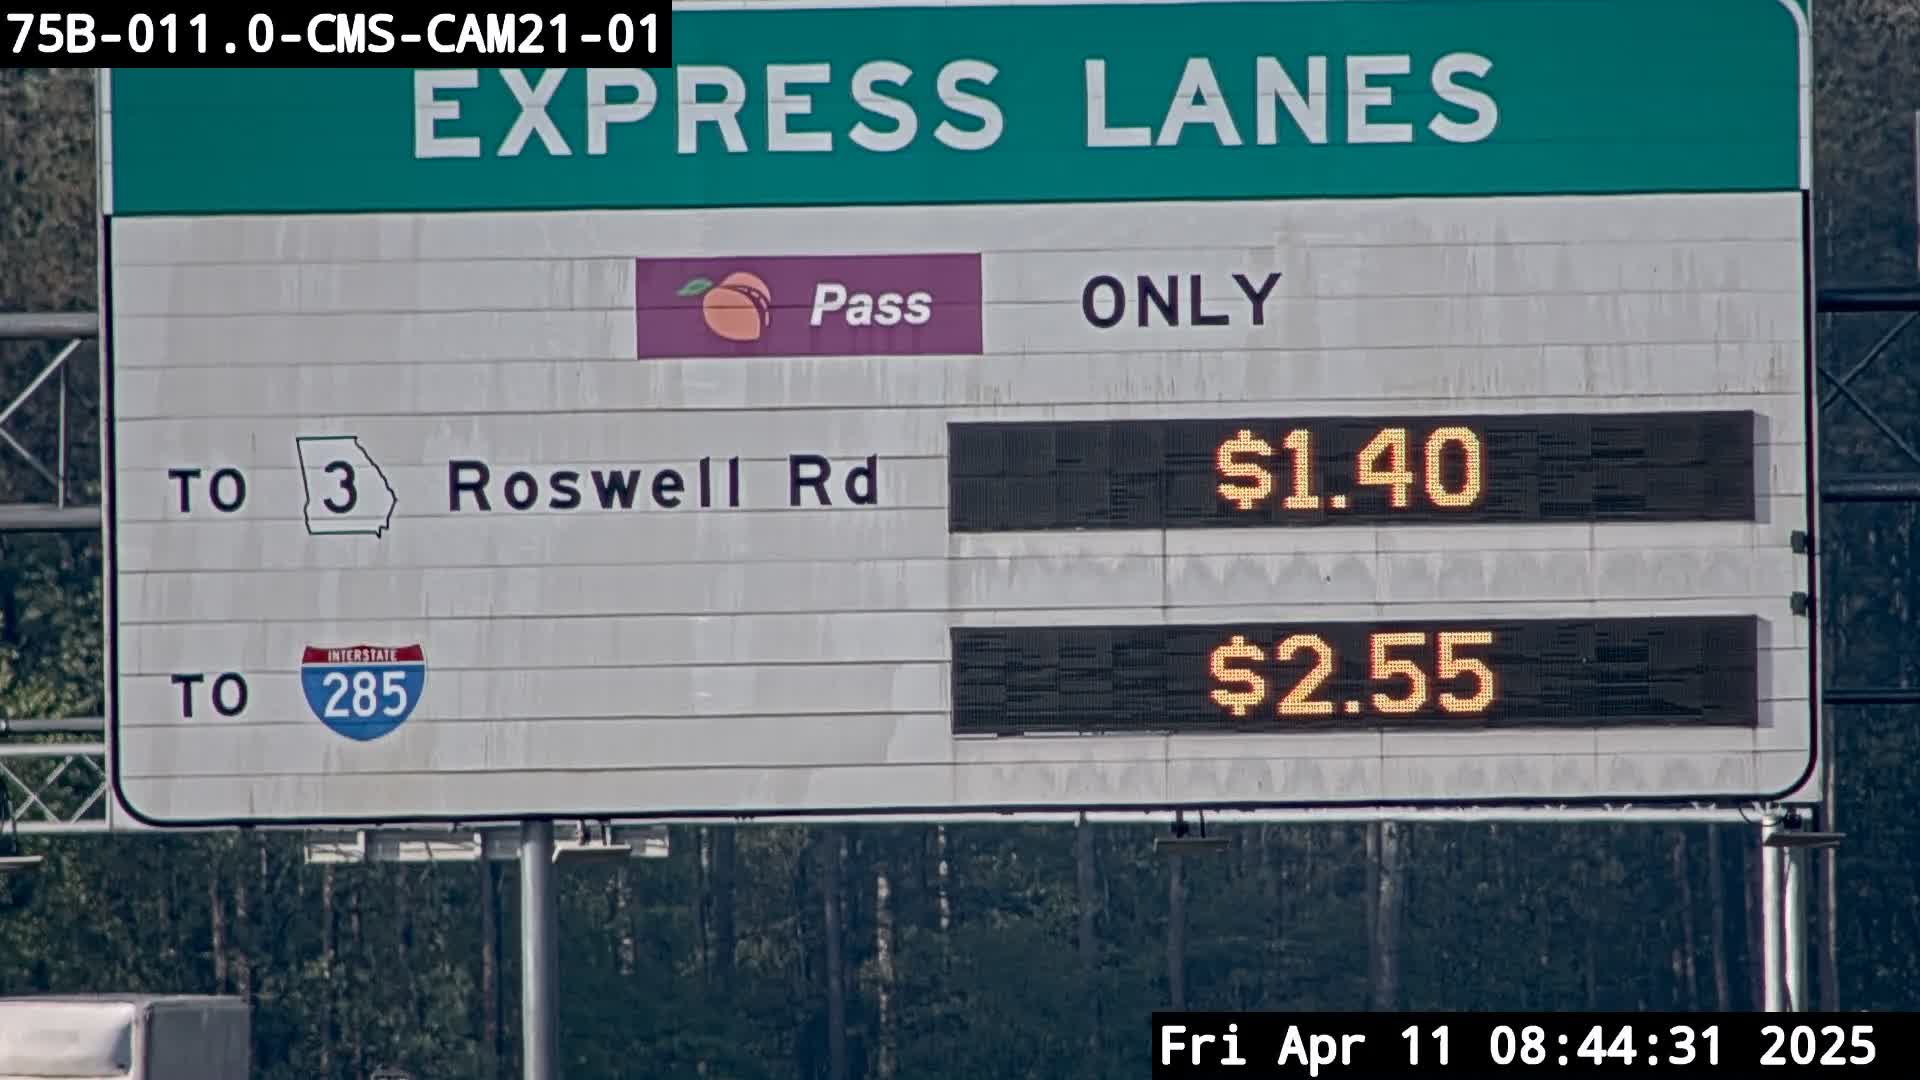 75B-011.0-CMS-CAM21-01
EXPRESS LANES
Pass ONLY
TO 3 Roswell Rd $1.40
INTERSTATE
TO 285 $2.55
Fri Apr 11 08:44:31 2025